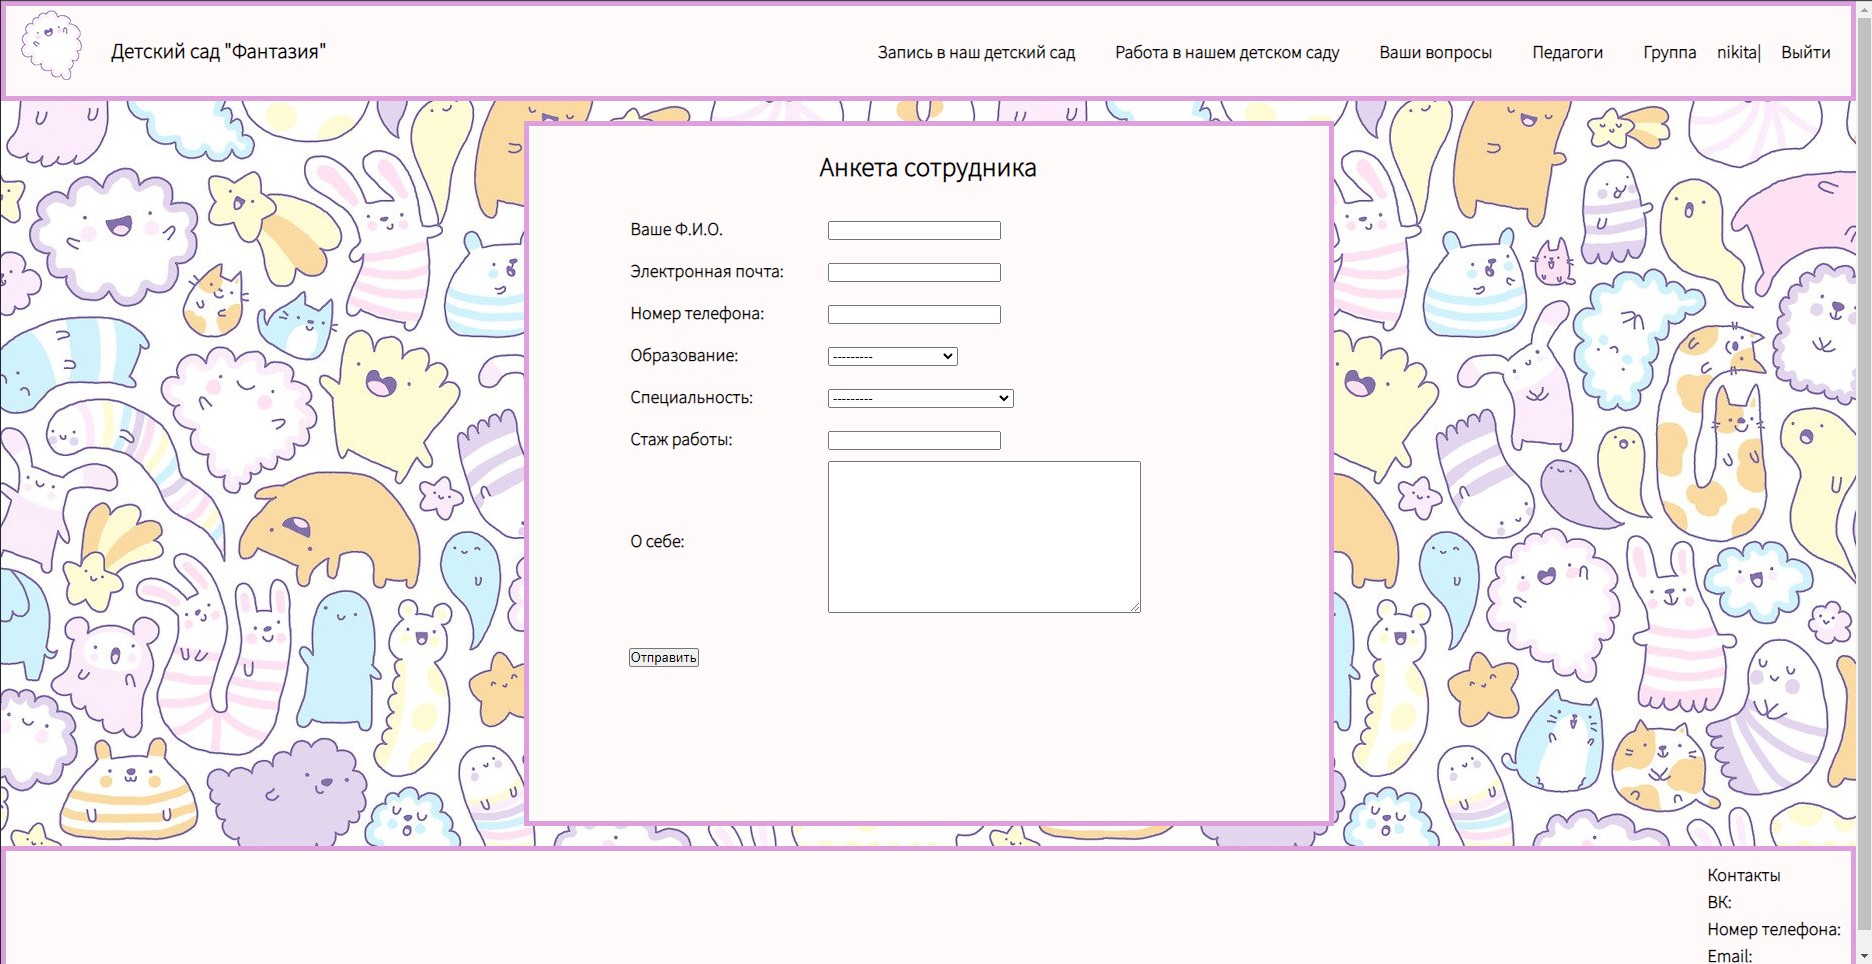 Детский сад "Фантазия"
Запись в наш детский сад
Работа в нашем детском саду
Ваши вопросы
Педагоги
Группа
nikita|
Выйти
Анкета сотрудника
Ваше Ф.И.О.
Электронная почта:
Номер телефона:
Образование:
---------
Специальность:
---------
Стаж работы:
О себе:
Отправить
Контакты
ВК:
Номер телефона:
Email: